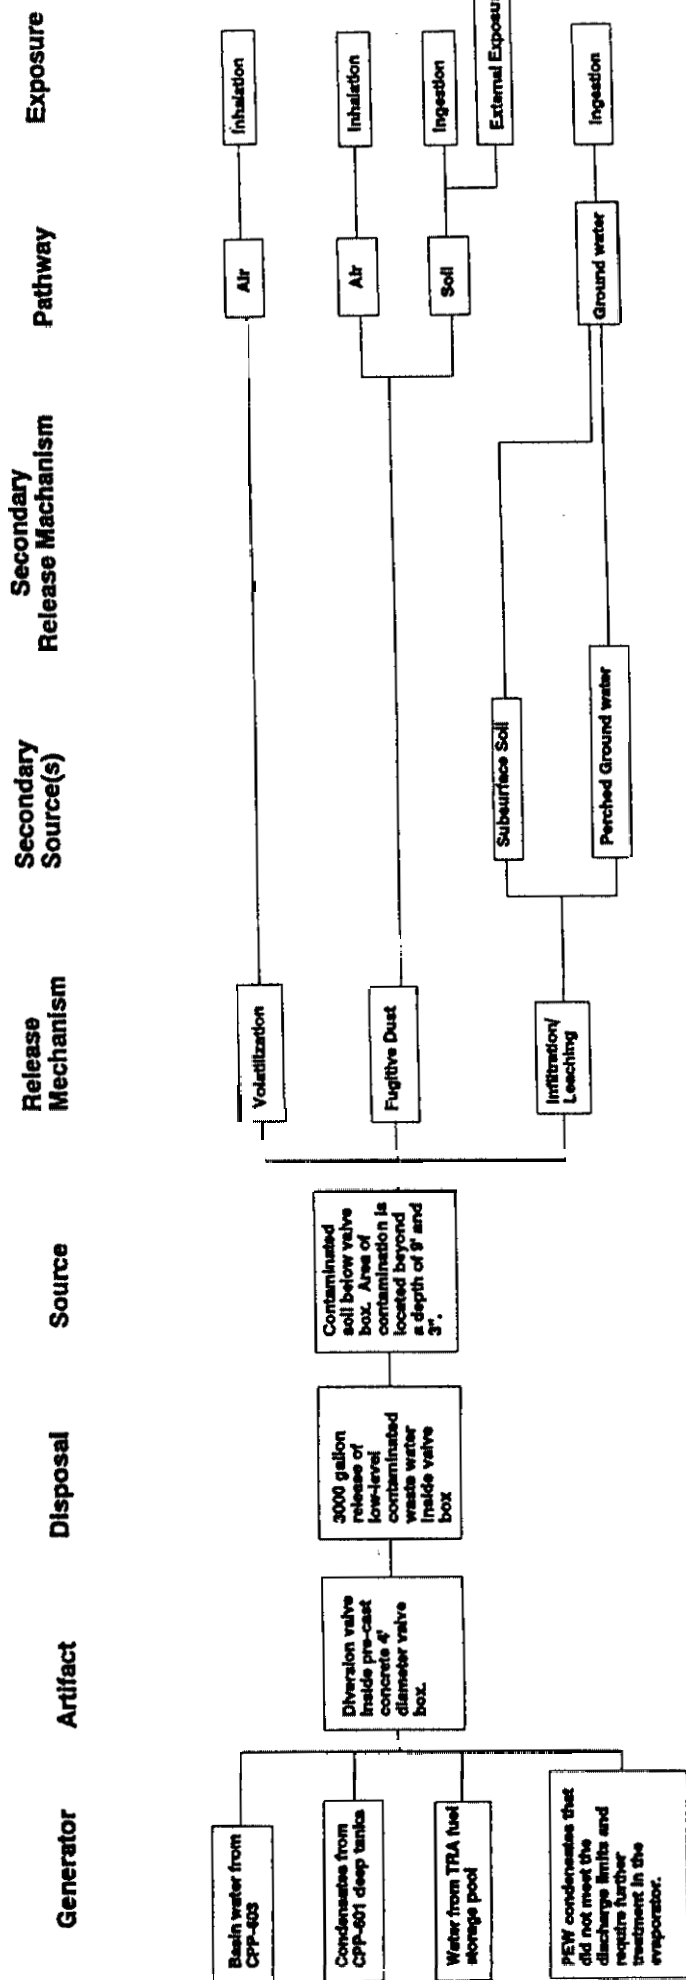 Generator
Artifact
Disposal
Source
Release
Mechanism
Secondary
Source(s)
Secondary
Release Machanism
Pathway
Exposure
Basin water from
CPP-603
Condensates from
CPP-601 deep tanks
Water from TRA fuel
storage pool
PEW condensates that
did not meet the
discharge limits and
require further
treatment in the
evaporator.
Diversion valve
inside pre-cast
concrete 4'
diameter valve
box.
3000 gallon
release of
low-level
contaminated
waste water
inside valve
box
Contaminated
soil below valve
box. Area of
contamination is
located beyond
a depth of 9' and
3".
Volatilization
Fugitive Dust
Infiltration/
Leaching
Subsurface Soil
Perched Ground water
Air
Air
Soil
Ground water
Inhalation
Inhalation
Ingestion
External Exposu
Ingestion